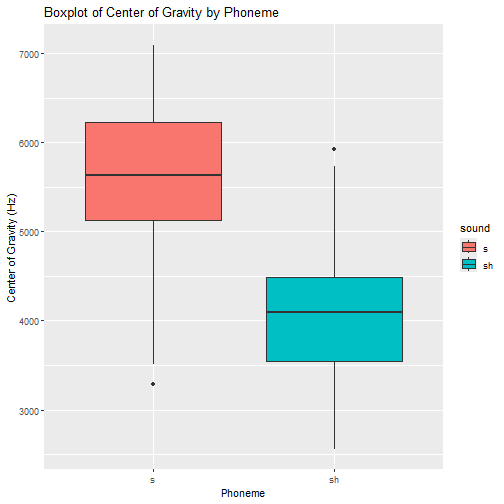 Boxplot of Center of Gravity by Phoneme
7000
6000
5000
4000
3000
Center of Gravity (Hz)
s
sh
Phoneme
sound
s
sh